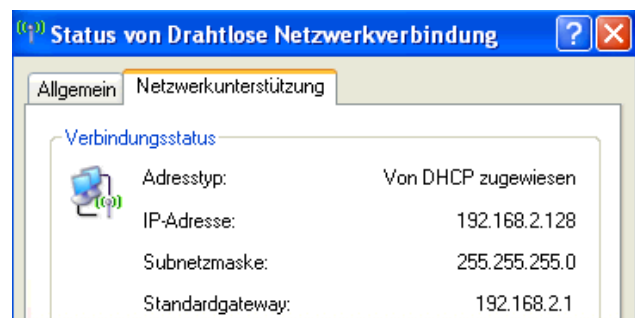 Status von Drahtlose Netzwerkverbindung
Allgemein Netzwerkunterstützung
Verbindungsstatus
Adresstyp: Von DHCP zugewiesen
IP-Adresse: 192.168.2.128
Subnetzmaske: 255.255.255.0
Standardgateway: 192.168.2.1